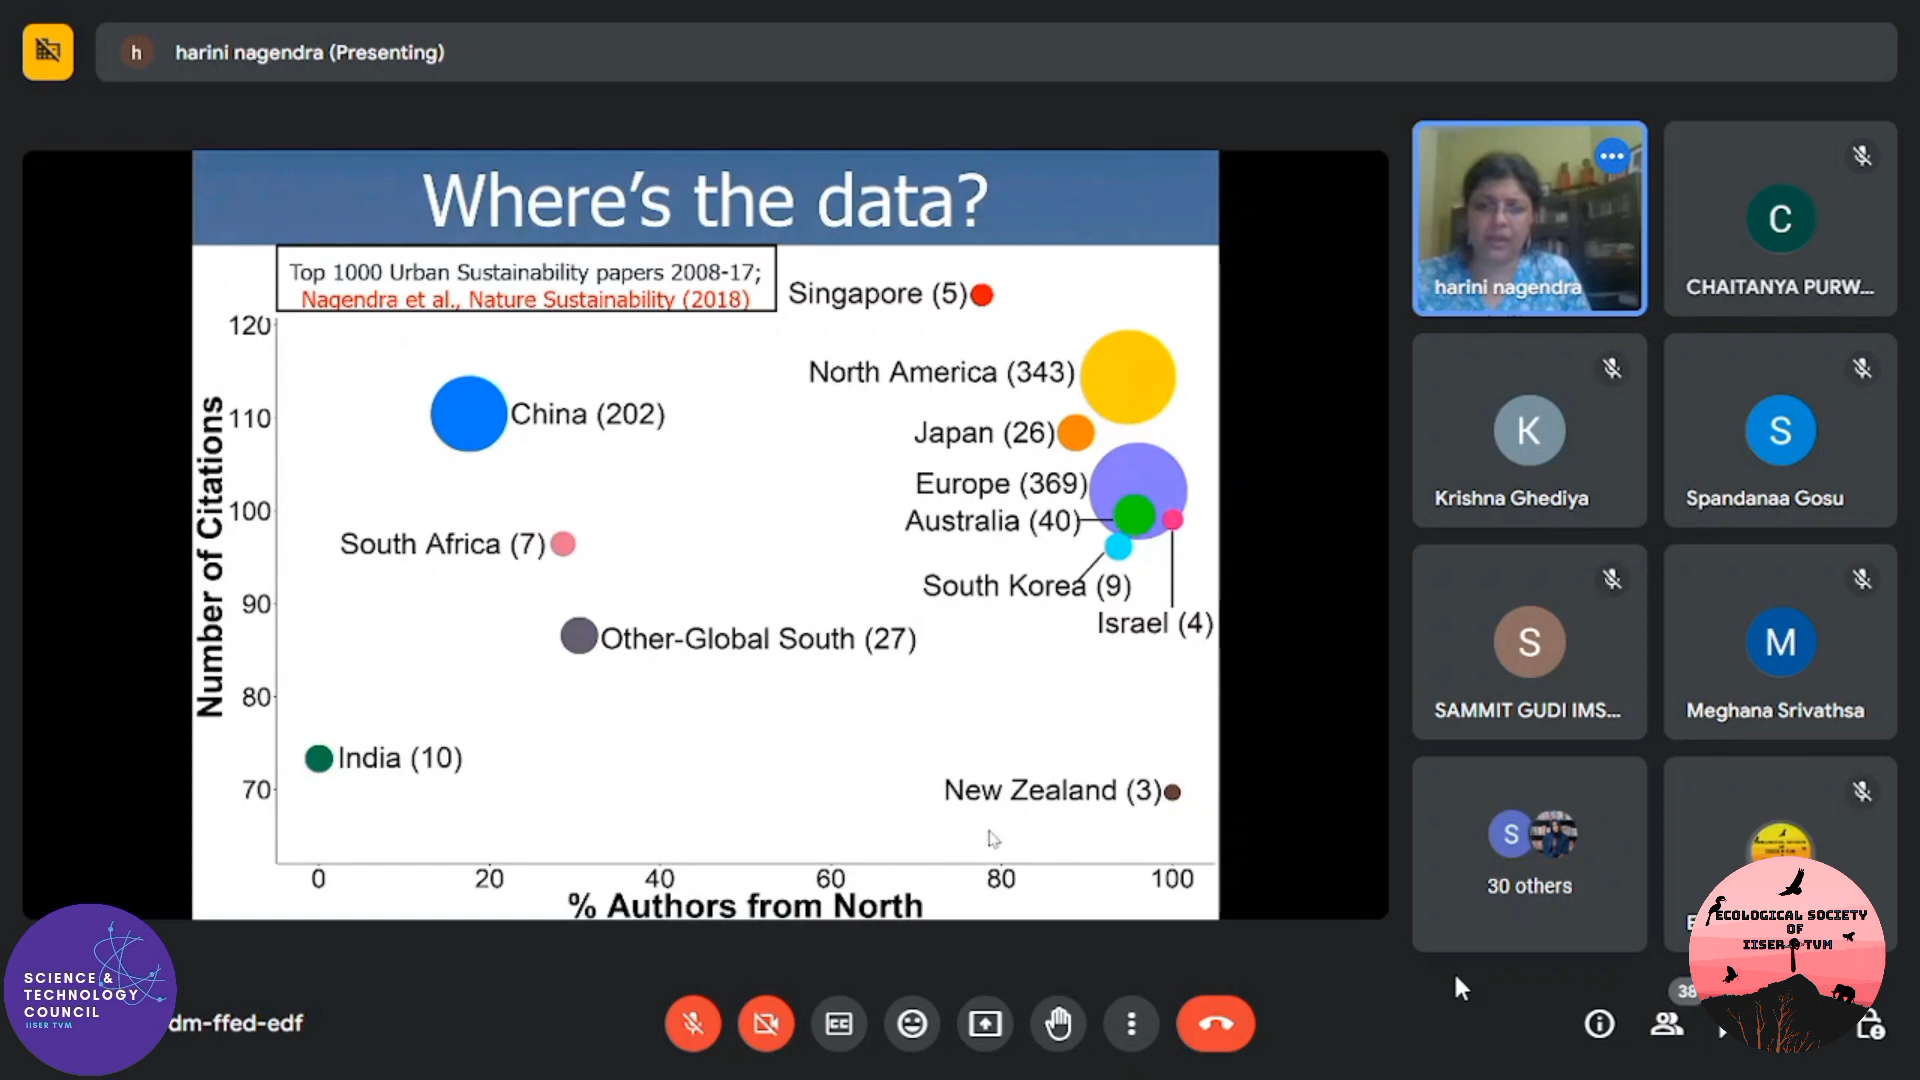 h harini nagendra (Presenting)
Where's the data?
Top 1000 Urban Sustainability papers 2008-17;
Nagendra et al., Nature Sustainability (2018)
Singapore (5)
120
North America (343)
China (202)
110
Japan (26)
Europe (369)
100
Australia (40)
South Africa (7)
South Korea (9)
90
Israel (4)
Other-Global South (27)
80
India (10)
70
New Zealand (3)
Number of Citations
0 20 40 60 80 100
% Authors from North
harini nagendra
C
CHAITANYA PURW...
K
Krishna Ghediya
S
Spandanaa Gosu
S
SAMMIT GUDI IMS...
M
Meghana Srivathsa
S
30 others
ECOLOGICAL SOCIETY
OF
IISER TVM
SCIENCE &
TECHNOLOGY
COUNCIL
IISER TVM
dm-ffed-edf
CC
38